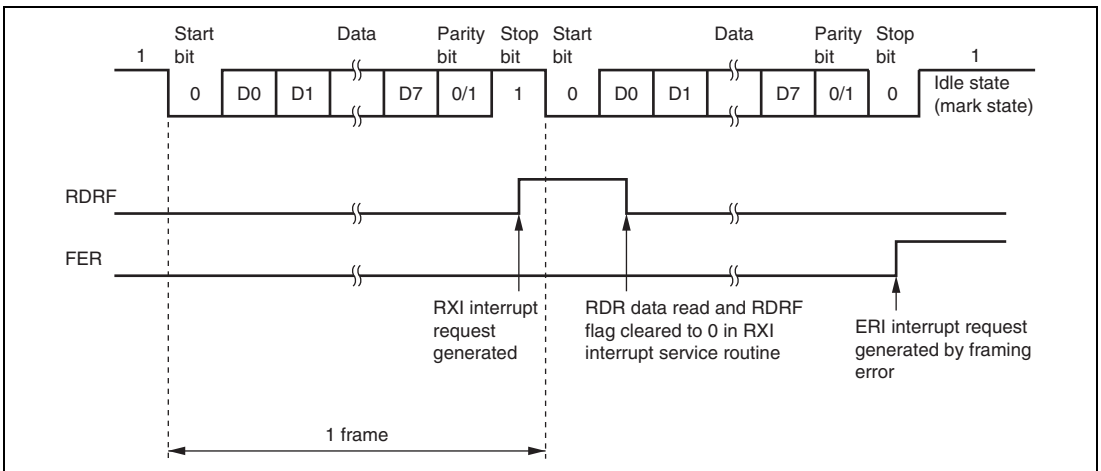 Start bit Data Parity bit Stop bit Start bit Data Parity bit Stop bit
1 0 D0 D1 D7 0/1 1 0 D0 D1 D7 0/1 0 1
Idle state
(mark state)
RDRF
FER
RXI interrupt
request
generated
RDR data read and RDRF
flag cleared to 0 in RXI
interrupt service routine
ERI interrupt request
generated by framing
error
1 frame